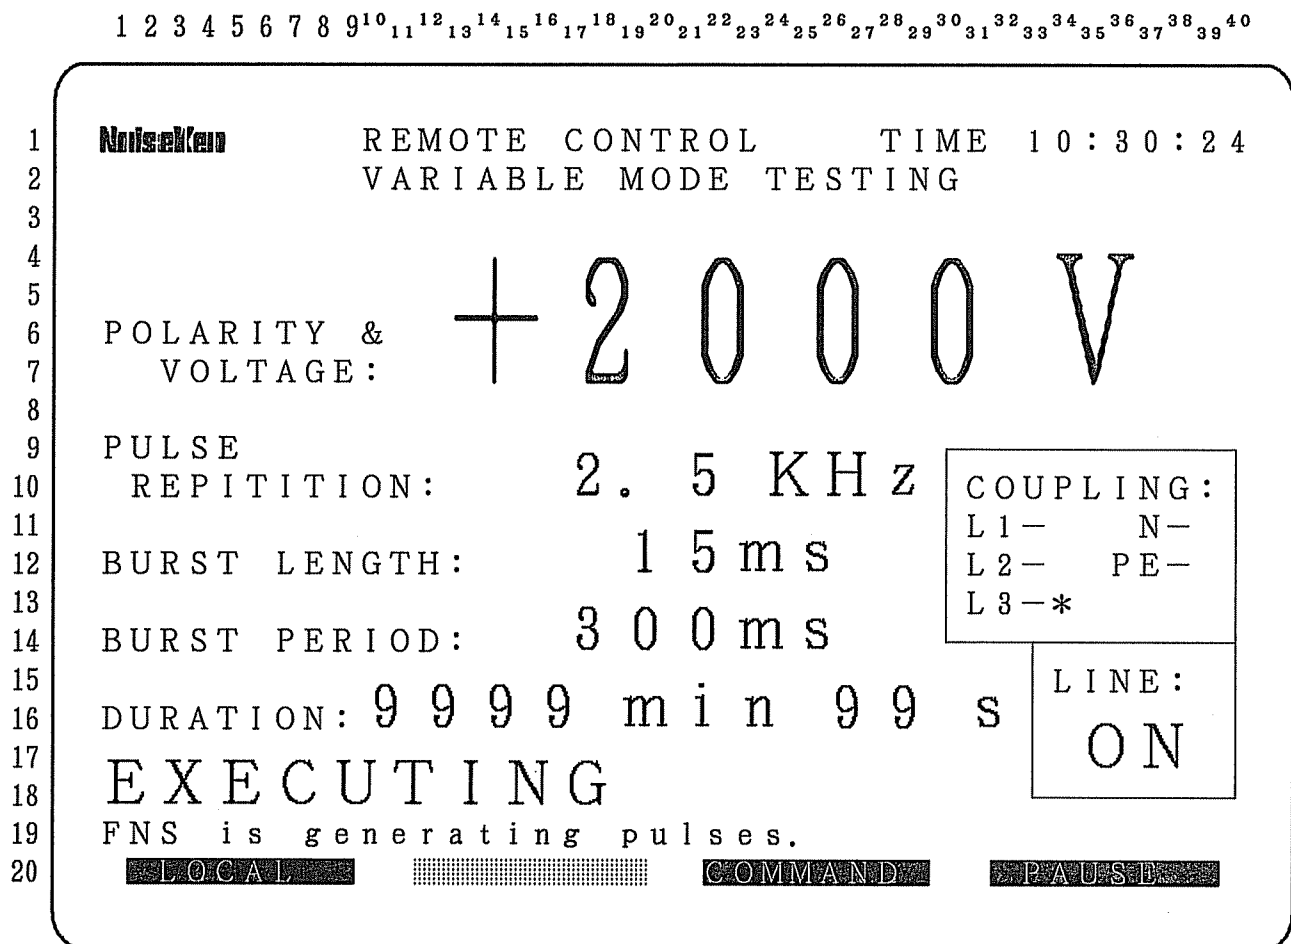 1 2 3 4 5 6 7 8 9 10 11 12 13 14 15 16 17 18 19 20 21 22 23 24 25 26 27 28 29 30 31 32 33 34 35 36 37 38 39 40
1 NoiseKen REMOTE CONTROL TIME 10:30:24
2 VARIABLE MODE TESTING
3
4
5 +2000V
6 POLARITY &
7 VOLTAGE:
8
9 PULSE
10 REPITITION: 2.5 KHz COUPLING:
11 L1- N-
12 BURST LENGTH: 15ms L2- PE-
13 L3-*
14 BURST PERIOD: 300ms
15 LINE:
16 DURATION: 9999 min 99 s
17 ON
18 EXECUTING
19 FNS is generating pulses.
20 LOCAL COMMAND PAUSE